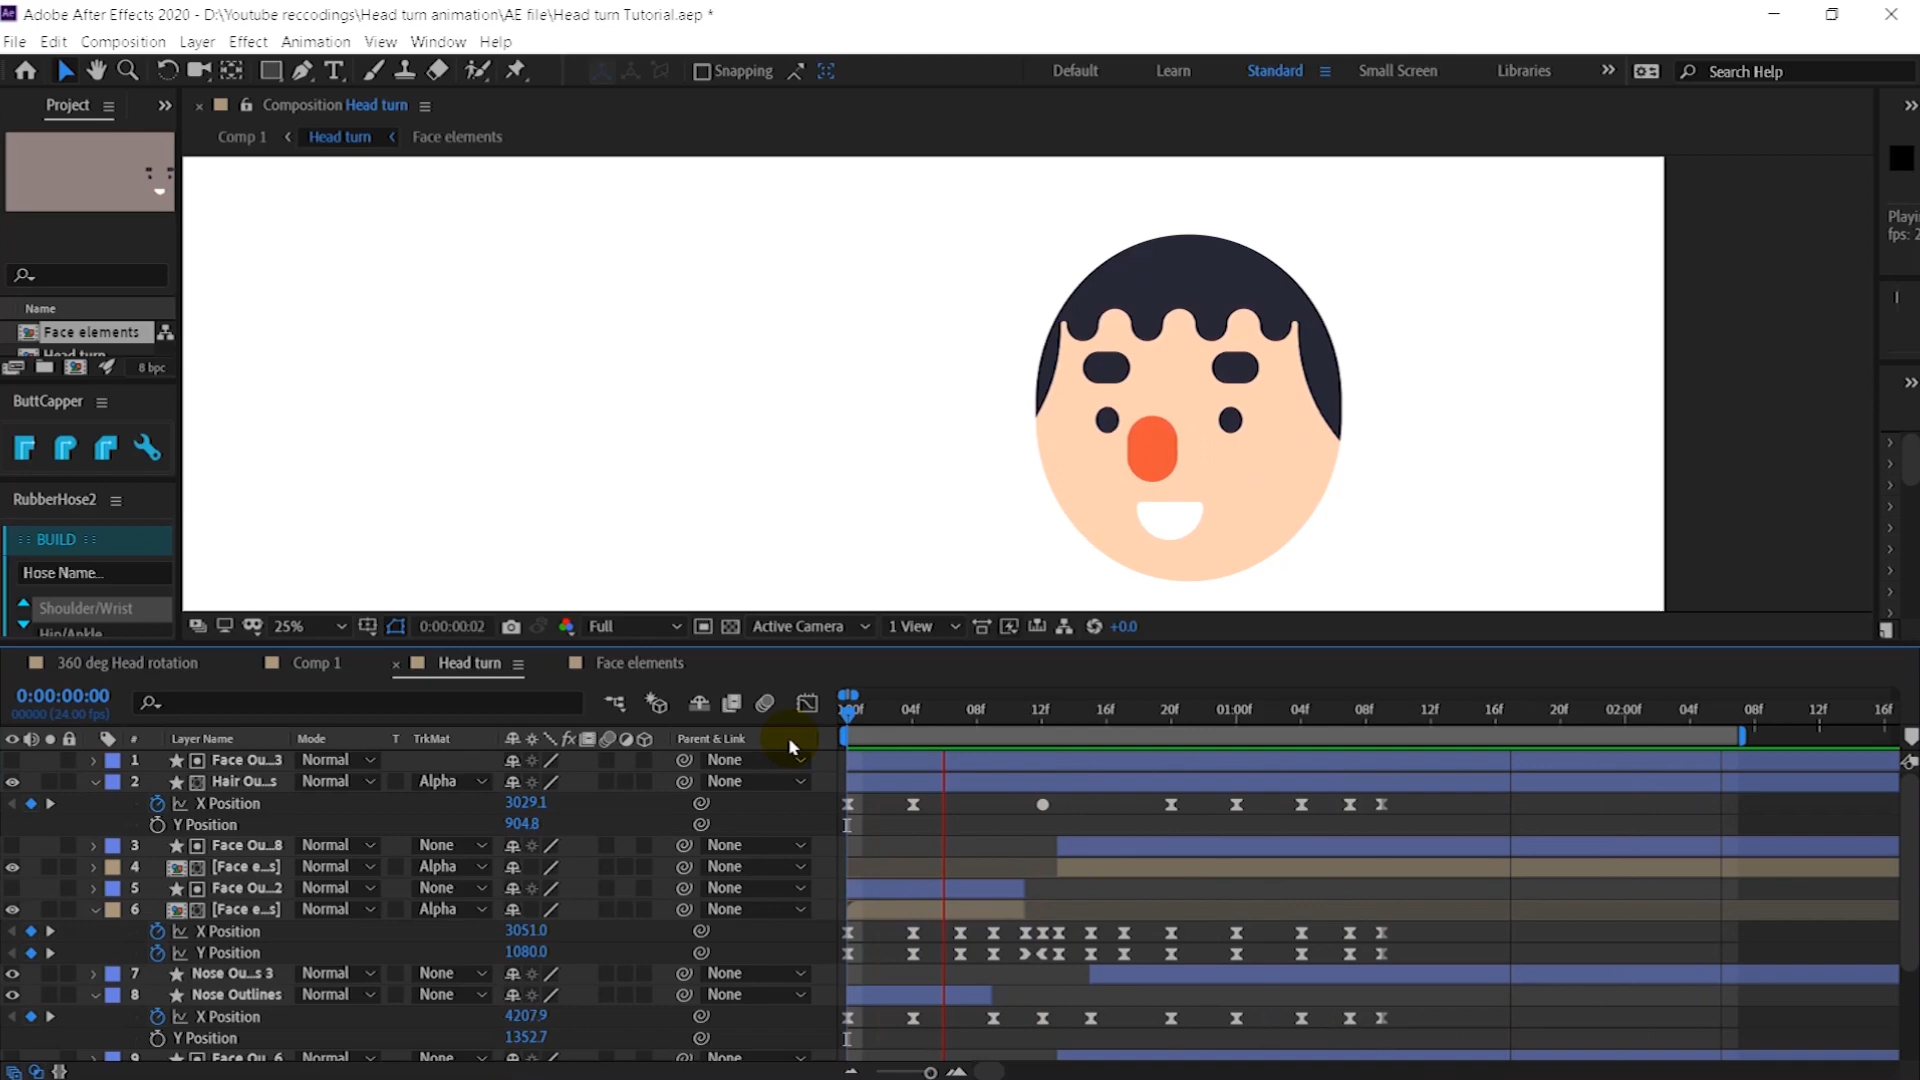 Ae Adobe After Effects 2020 - D:\Youtube reccodings\Head turn animation\AE file\Head turn Tutorial.aep *
File Edit Composition Layer Effect Animation View Window Help
Snapping Default Learn Standard Small Screen Libraries Search Help
Project Composition Head turn
Comp 1 Head turn Face elements
Playi
fps: 2
Name
Face elements
Head turn
8 bpc
ButtCapper
RubberHose2
:: BUILD ::
Hose Name...
Shoulder/Wrist
Hip/Ankle
25% 0:00:00:02 Full Active Camera 1 View +0.0
360 deg Head rotation Comp 1 Head turn Face elements
0:00:00:00
00000 (24.00 fps)
04f 08f 12f 16f 20f 01:00f 04f 08f 12f 16f 20f 02:00f 04f 08f 12f 16f
# Layer Name Mode T TrkMat fx Parent & Link
1 Face Ou...3 Normal None
2 Hair Ou...s Normal Alpha None
X Position 3029.1
Y Position 904.8
3 Face Ou...8 Normal None None
4 [Face e...s] Normal Alpha None
5 Face Ou...2 Normal None None
6 [Face e...s] Normal Alpha None
X Position 3051.0
Y Position 1080.0
7 Nose Ou...s 3 Normal None None
8 Nose Outlines Normal None None
X Position 4207.9
Y Position 1352.7
9 Face Ou...6 Normal None None